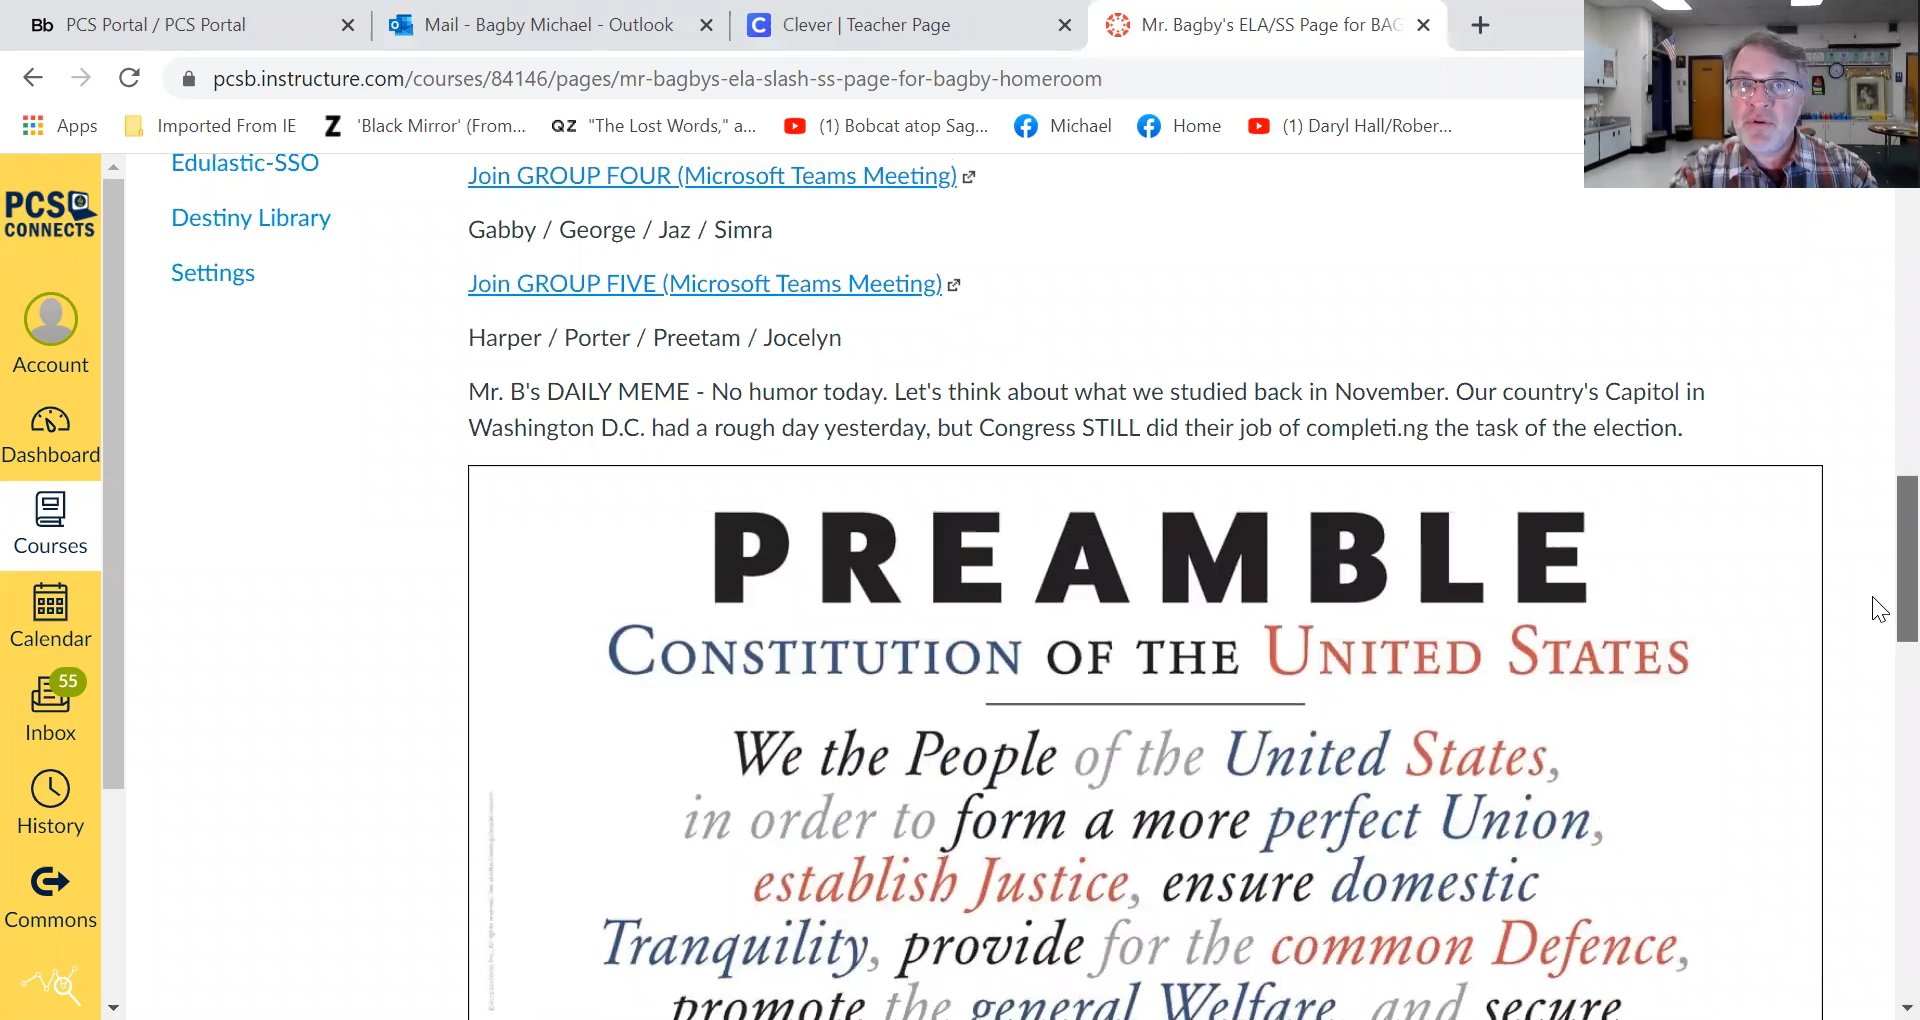 Bb PCS Portal / PCS Portal
Mail - Bagby Michael - Outlook
C Clever | Teacher Page
Mr. Bagby's ELA/SS Page for BAG
pcsb.instructure.com/courses/84146/pages/mr-bagbys-ela-slash-ss-page-for-bagby-homeroom
Apps
Imported From IE
Z 'Black Mirror' (From...
QZ "The Lost Words," a...
(1) Bobcat atop Sag...
Michael
Home
(1) Daryl Hall/Rober...
PCS
CONNECTS
Account
Dashboard
Courses
Calendar
55
Inbox
History
Commons
Edulastic-SSO
Destiny Library
Settings
Join GROUP FOUR (Microsoft Teams Meeting)
Gabby / George / Jaz / Simra
Join GROUP FIVE (Microsoft Teams Meeting)
Harper / Porter / Preetam / Jocelyn
Mr. B's DAILY MEME - No humor today. Let's think about what we studied back in November. Our country's Capitol in
Washington D.C. had a rough day yesterday, but Congress STILL did their job of completi.ng the task of the election.
PREAMBLE
CONSTITUTION OF THE UNITED STATES
We the People of the United States,
in order to form a more perfect Union,
establish Justice, ensure domestic
Tranquility, provide for the common Defence,
promote the general Welfare, and secure